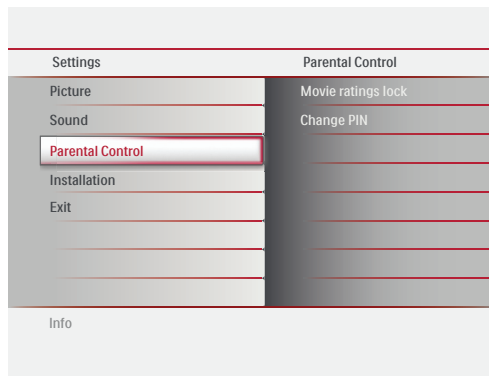 Settings
Parental Control
Picture
Movie ratings lock
Sound
Change PIN
Parental Control
Installation
Exit
Info